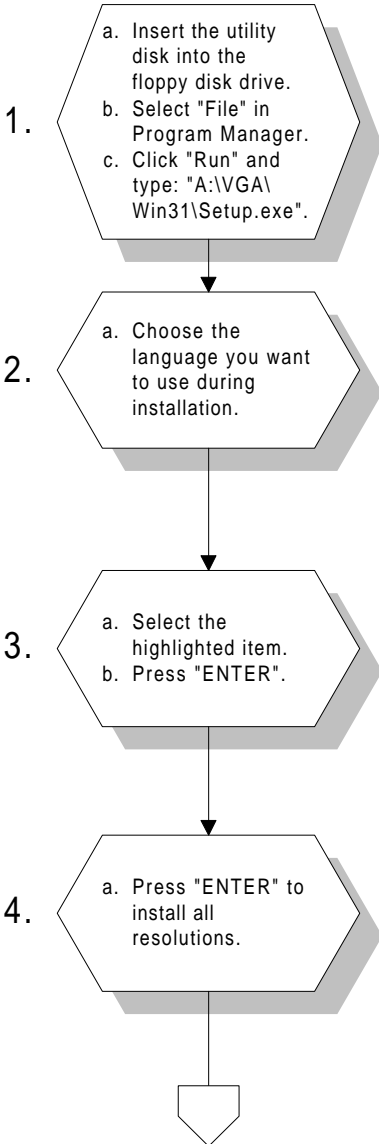 1.
a. Insert the utility
disk into the
floppy disk drive.
b. Select "File" in
Program Manager.
c. Click "Run" and
type: "A:\VGA\
Win31\Setup.exe".
2.
a. Choose the
language you want
to use during
installation.
3.
a. Select the
highlighted item.
b. Press "ENTER".
4.
a. Press "ENTER" to
install all
resolutions.